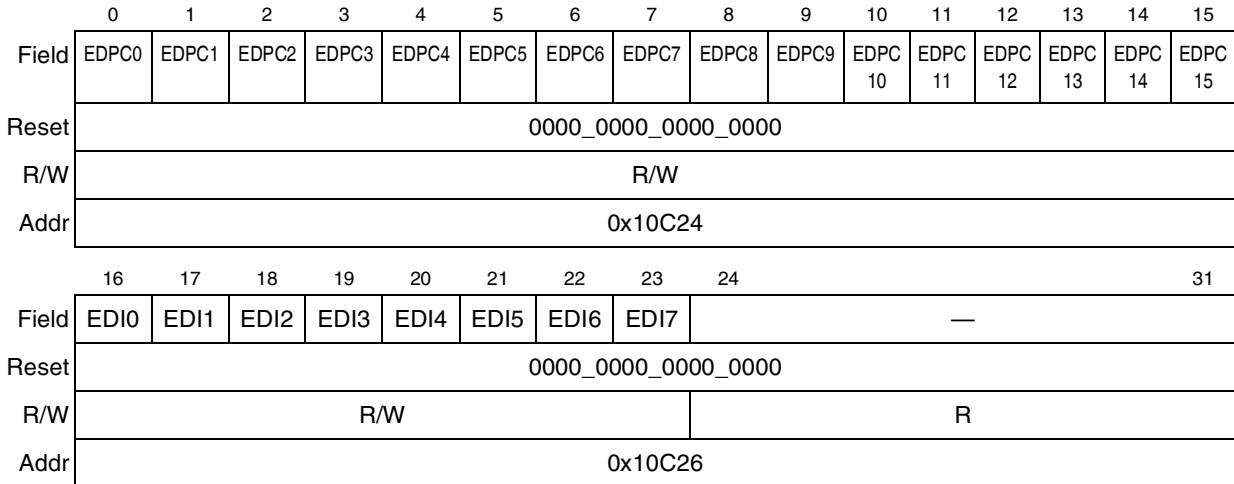 0 1 2 3 4 5 6 7 8 9 10 11 12 13 14 15
Field EDPC0 EDPC1 EDPC2 EDPC3 EDPC4 EDPC5 EDPC6 EDPC7 EDPC8 EDPC9 EDPC 10 EDPC 11 EDPC 12 EDPC 13 EDPC 14 EDPC 15
Reset 0000_0000_0000_0000
R/W R/W
Addr 0x10C24
16 17 18 19 20 21 22 23 24 31
Field EDI0 EDI1 EDI2 EDI3 EDI4 EDI5 EDI6 EDI7 —
Reset 0000_0000_0000_0000
R/W R/W R
Addr 0x10C26